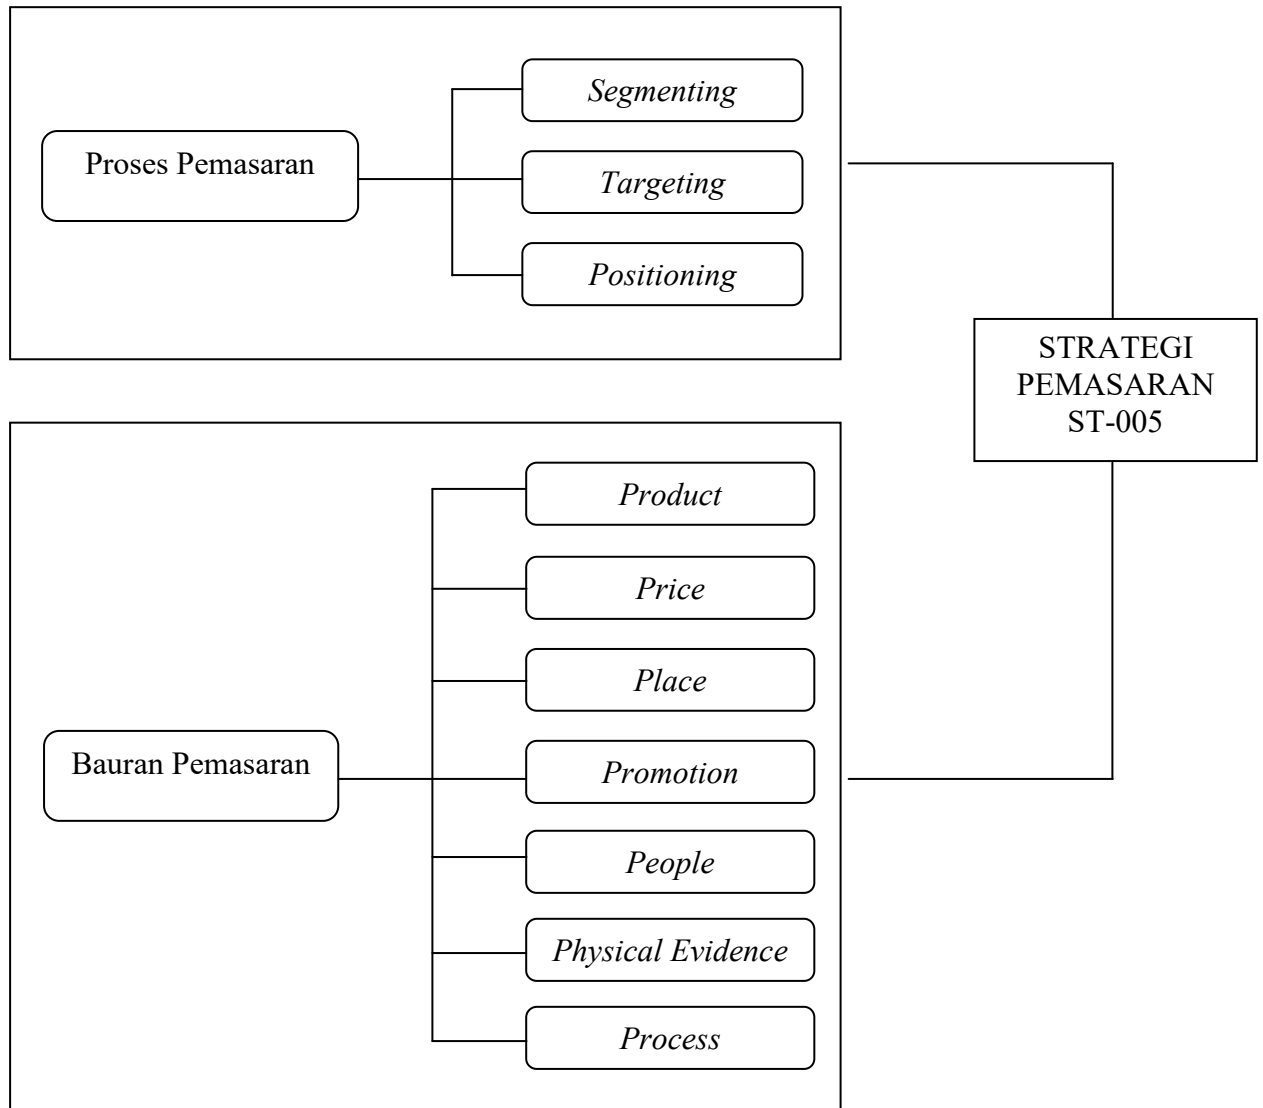 Proses Pemasaran
Segmenting
Targeting
Positioning
STRATEGI
PEMASARAN
ST-005
Bauran Pemasaran
Product
Price
Place
Promotion
People
Physical Evidence
Process